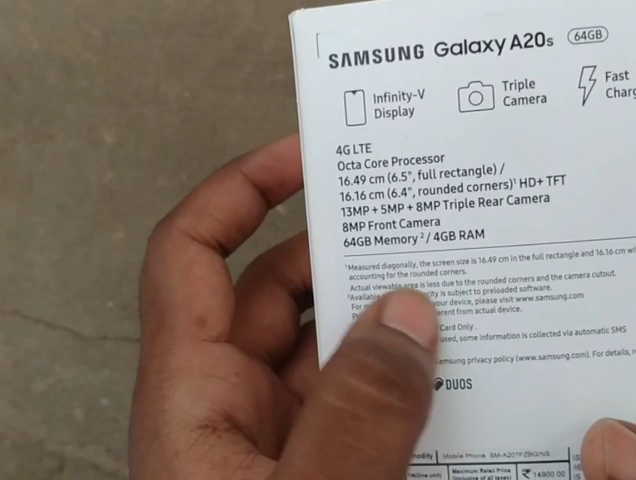 SAMSUNG Galaxy A20s 64GB
Infinity-V Display
Triple Camera
Fast
4G LTE
Octa Core Processor
16.49 cm (6.5", full rectangle) /
16.16 cm (6.4", rounded corners)¹ HD+ TFT
13MP + 5MP + 8MP Triple Rear Camera
8MP Front Camera
64GB Memory² / 4GB RAM
¹Measured diagonally, the screen size is 16.49 cm in the full rectangle and 16.16 cm
accounting for the rounded corners.
Actual viewable area is less due to the rounded corners and the camera cutout.
²Available is subject to preloaded software.
your device, please visit www.samsung.com
from actual device.
Card Only.
used, some information is collected via automatic SMS
Samsung privacy policy (www.samsung.com). For details,
DUOS
Mobile Phone SM-A207FZBGINS
Maximum Retail Price ₹ 14900.00
(inclusive of all taxes)